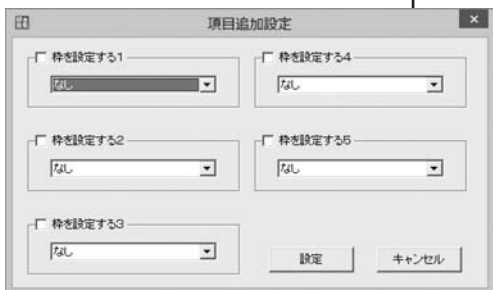 項目追加設定
枠を設定する1
なし
枠を設定する4
なし
枠を設定する2
なし
枠を設定する5
なし
枠を設定する3
なし
設定
キャンセル